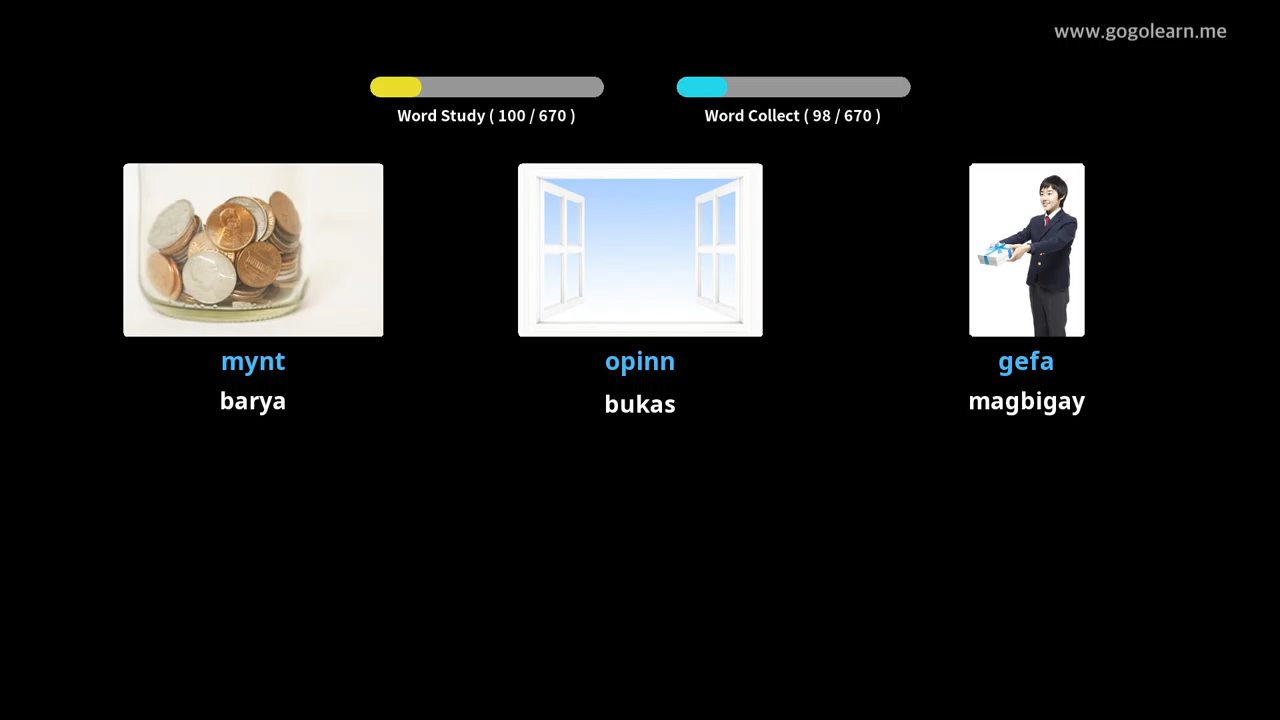 www.gogolearn.me
Word Study ( 100 / 670 )
Word Collect ( 98 / 670 )
mynt
opinn
gefa
barya
bukas
magbigay